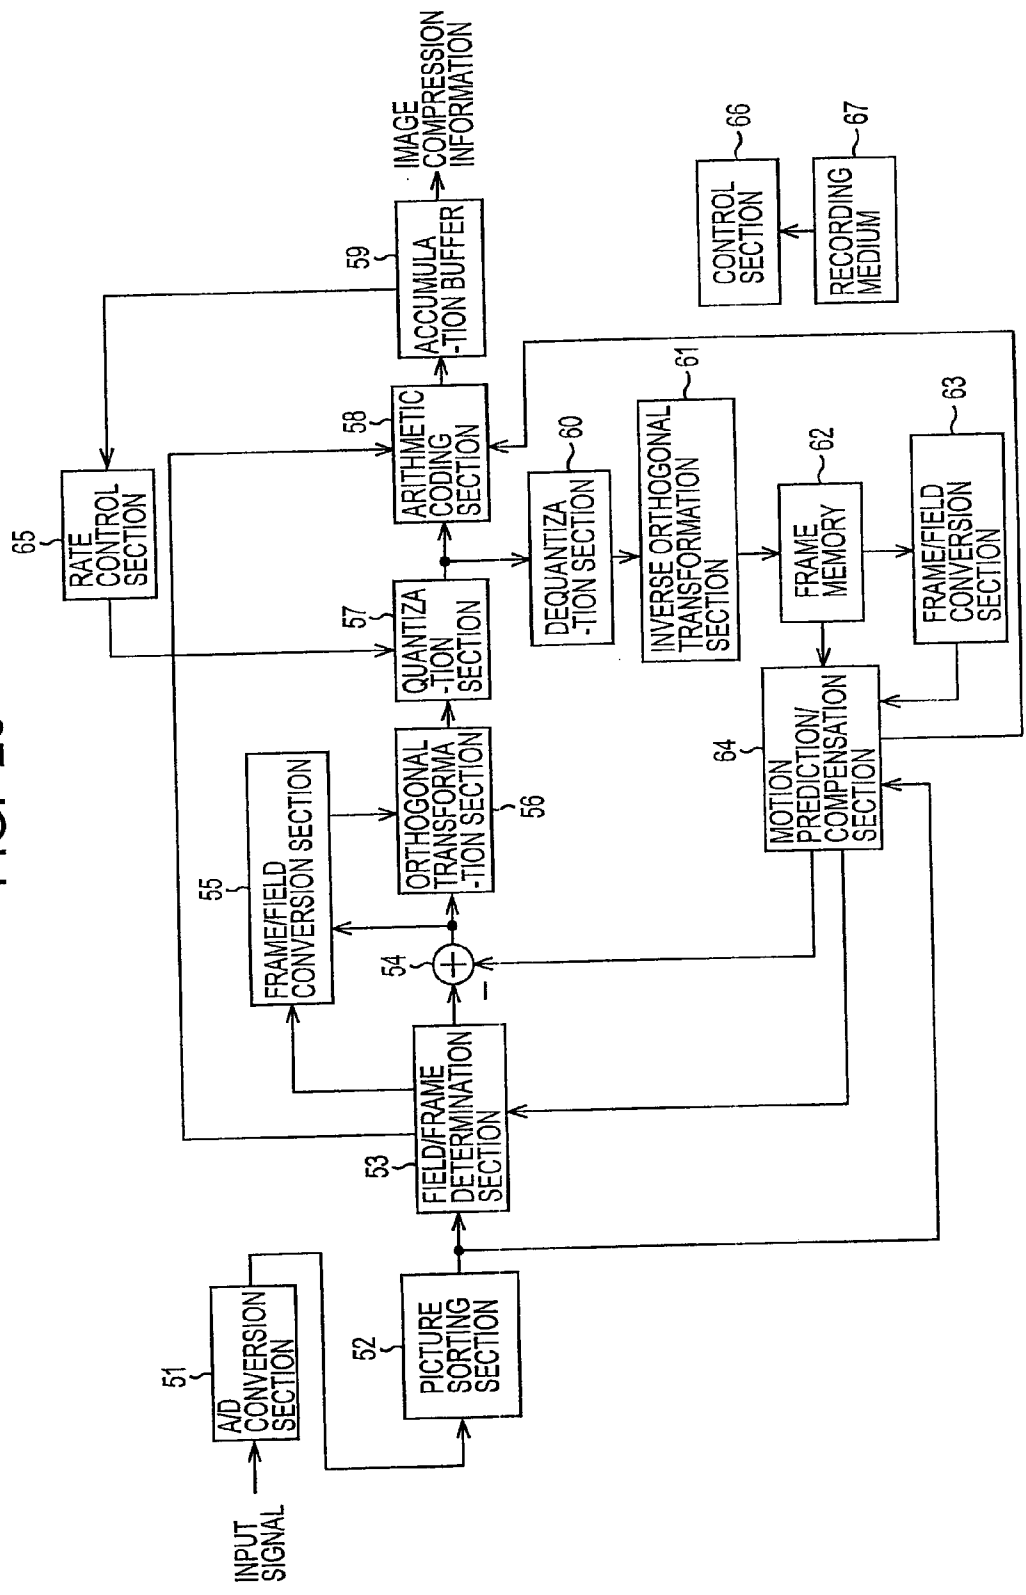 INPUT
SIGNAL
51
A/D
CONVERSION
SECTION
52
PICTURE
SORTING
SECTION
53
FIELD/FRAME
DETERMINATION
SECTION
54
+
−
55
FRAME/FIELD
CONVERSION SECTION
ORTHOGONAL
TRANSFORMA
-TION SECTION
56
57
QUANTIZA
-TION
SECTION
58
ARITHMETIC
CODING
SECTION
59
ACCUMULA
-TION BUFFER
IMAGE
COMPRESSION
INFORMATION
65
RATE
CONTROL
SECTION
60
DEQUANTIZA
-TION SECTION
61
INVERSE ORTHOGONAL
TRANSFORMATION
SECTION
62
FRAME
MEMORY
63
FRAME/FIELD
CONVERSION
SECTION
64
MOTION
PREDICTION/
COMPENSATION
SECTION
66
CONTROL
SECTION
67
RECORDING
MEDIUM